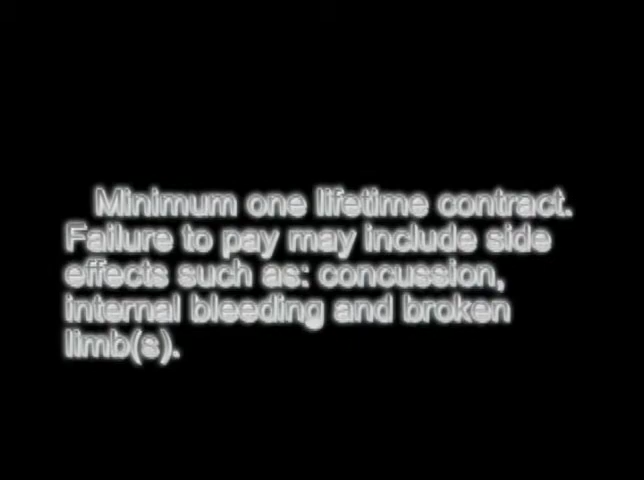 Minimum one lifetime contract.
Failure to pay may include side
effects such as: concussion,
internal bleeding and broken
limb(s).